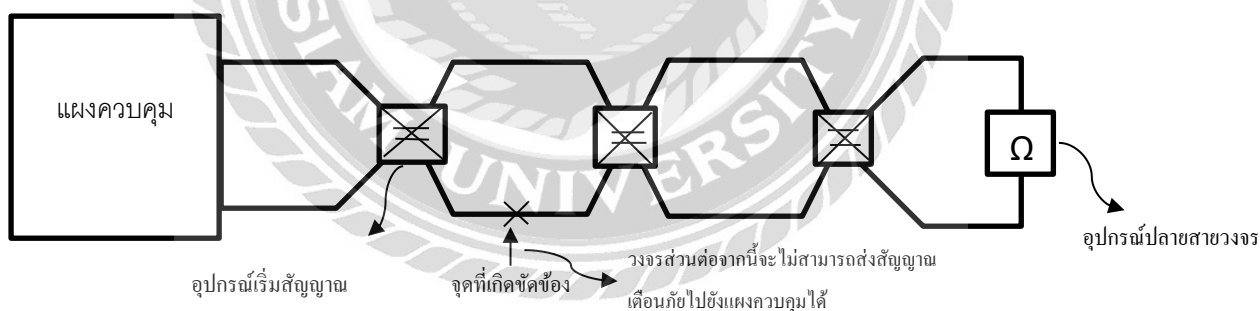 แผงควบคุม
Ω
อุปกรณ์ปลายสายวงจร
อุปกรณ์เริ่มสัญญาณ
จุดที่เกิดขัดข้อง
วงจรส่วนต่อจากนี้จะไม่สามารถส่งสัญญาณ
เตือนภัยไปยังแผงควบคุมได้
SIAM UNIVERSITY